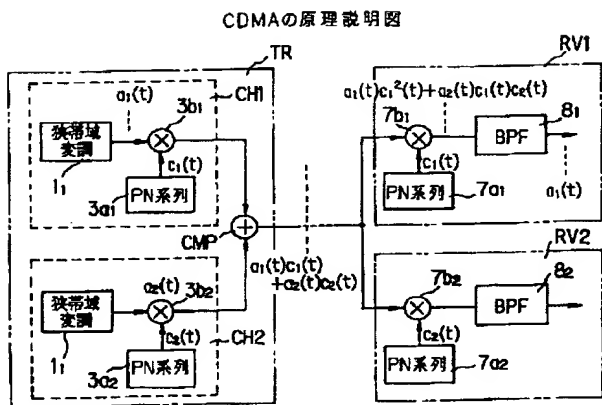 CDMAの原理説明図
TR
CH1
a₁(t)
3b₁
狭帯域
変調
1₁
c₁(t)
PN系列
3a₁
CMP
a₁(t)c₁(t)
+a₂(t)c₂(t)
a₂(t)
3b₂
狭帯域
変調
1₁
c₂(t)
PN系列
3a₂
CH2
RV1
a₁(t)c₁²(t)+a₂(t)c₁(t)c₂(t)
7b₁
8₁
BPF
c₁(t)
PN系列
7a₁
a₁(t)
RV2
7b₂
8₂
BPF
c₂(t)
PN系列
7a₂